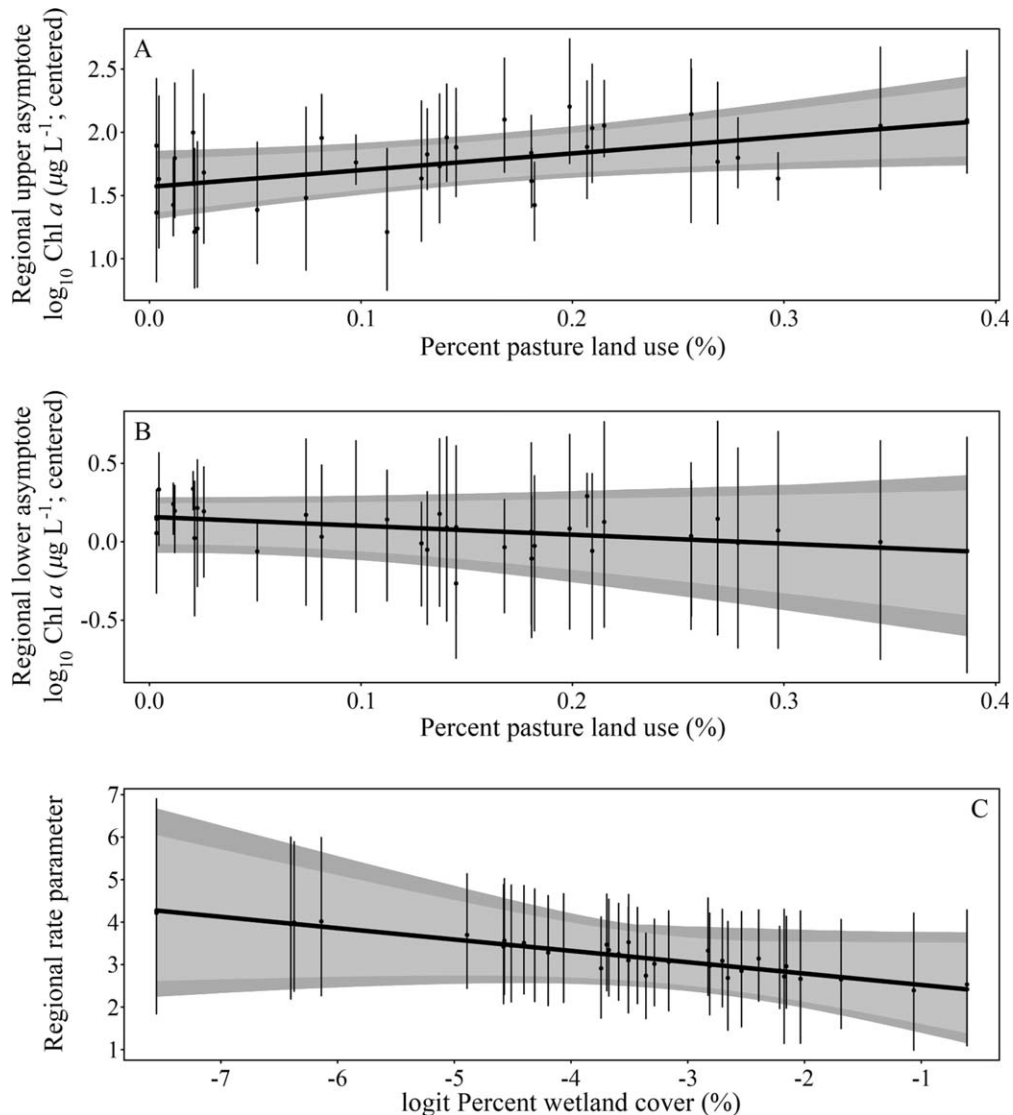 A
Regional upper asymptote
log₁₀ Chl a (µg L⁻¹; centered)
2.5
2.0
1.5
1.0
0.0 0.1 0.2 0.3 0.4
Percent pasture land use (%)
B
Regional lower asymptote
log₁₀ Chl a (µg L⁻¹; centered)
0.5
0.0
-0.5
0.0 0.1 0.2 0.3 0.4
Percent pasture land use (%)
C
Regional rate parameter
7
6
5
4
3
2
1
-7 -6 -5 -4 -3 -2 -1
logit Percent wetland cover (%)